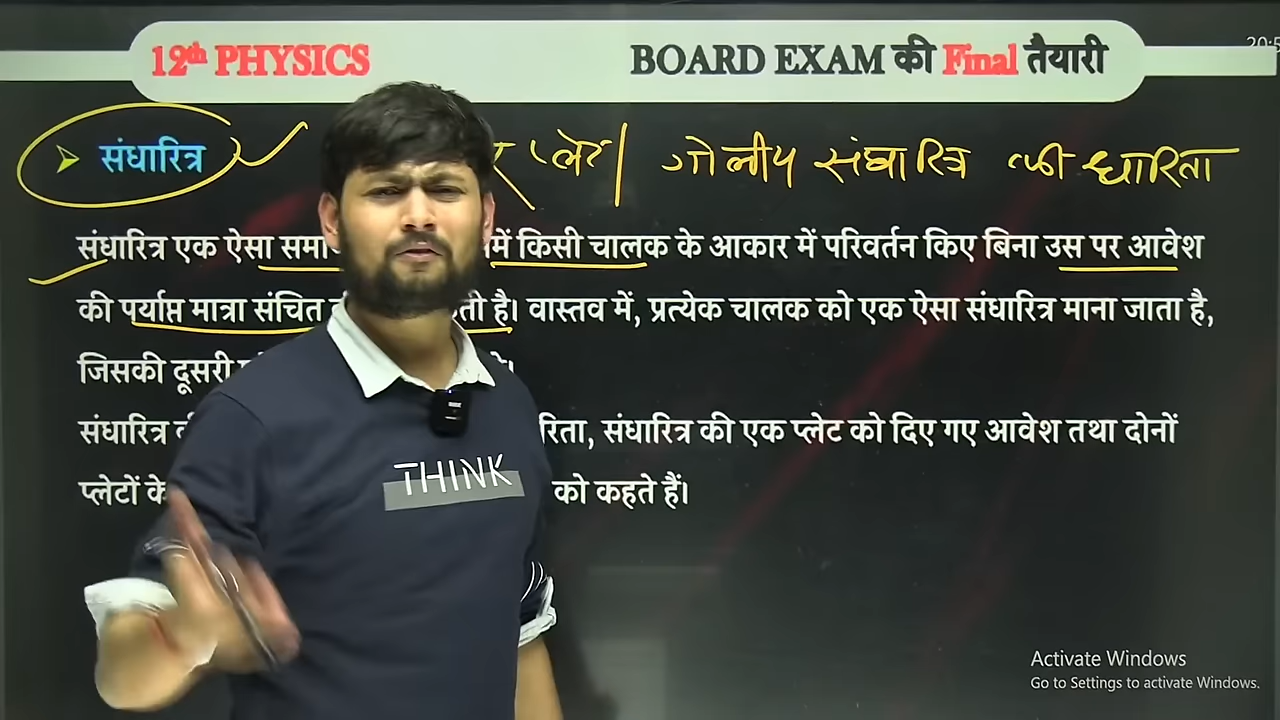 20:5
12th PHYSICS BOARD EXAM की Final तैयारी
➤ संधारित्र प्लेट | गोलीय संधारित्र की धारिता
संधारित्र एक ऐसा में किसी चालक के आकार में परिवर्तन किए बिना उस पर आवेश
की पर्याप्त मात्रा संचित है। वास्तव में, प्रत्येक चालक को एक ऐसा संधारित्र माना जाता है,
जिसकी दूसरी
संधारित्र संधारित्र की एक प्लेट को दिए गए आवेश तथा दोनों
प्लेटों के को कहते हैं।
THINK
Activate Windows
Go to Settings to activate Windows.